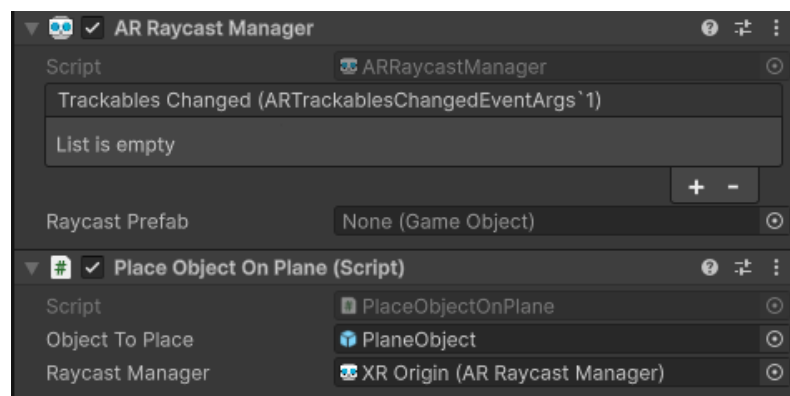 AR Raycast Manager
Script ARRaycastManager
Trackables Changed (ARTrackablesChangedEventArgs`1)
List is empty
+ -
Raycast Prefab None (Game Object)
# Place Object On Plane (Script)
Script PlaceObjectOnPlane
Object To Place PlaneObject
Raycast Manager XR Origin (AR Raycast Manager)